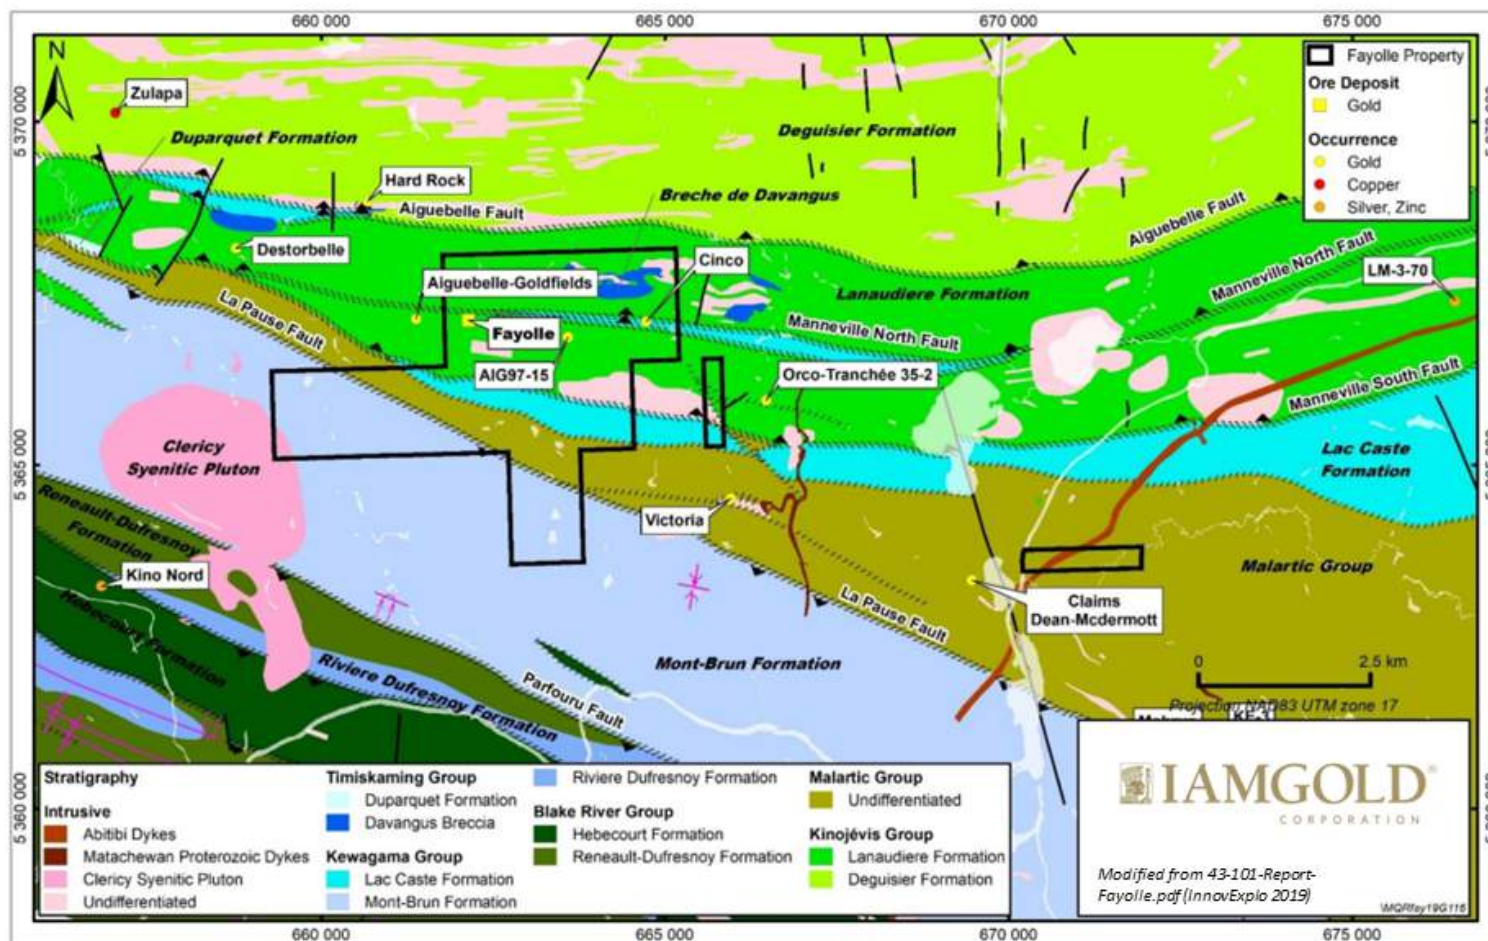 660 000
665 000
670 000
675 000
N
Fayolle Property
Ore Deposit
Gold
Occurrence
Gold
Copper
Silver, Zinc
5 370 000
Zulapa
Duparquet Formation
Deguisier Formation
Hard Rock
Aiguebelle Fault
Breche de Davangus
Aiguebelle Fault
Destorbelle
Cinco
Manneville North Fault
LM-3-70
Aiguebelle-Goldfields
Lanaudiere Formation
La Pause Fault
Fayolle
Manneville North Fault
AIG97-15
Orco-Tranchée 35-2
Manneville South Fault
Clericy
Syenitic Pluton
Lac Caste
Formation
5 365 000
Reneault-Dufresnoy
Formation
Victoria
Kino Nord
Malartic Group
Claims
Dean-Mcdermott
La Pause Fault
Hebecourt Formation
Mont-Brun Formation
Riviere Dufresnoy Formation
Parfouru Fault
0
2.5 km
Projection NAD83 UTM zone 17
KF-3
5 360 000
Stratigraphy
Intrusive
Abitibi Dykes
Matachewan Proterozoic Dykes
Clericy Syenitic Pluton
Undifferentiated
Timiskaming Group
Duparquet Formation
Davangus Breccia
Kewagama Group
Lac Caste Formation
Mont-Brun Formation
Riviere Dufresnoy Formation
Blake River Group
Hebecourt Formation
Reneault-Dufresnoy Formation
Malartic Group
Undifferentiated
Kinojévis Group
Lanaudiere Formation
Deguisier Formation
IAMGOLD®
CORPORATION
Modified from 43-101-Report-
Fayolle.pdf(InnovExplo 2019)
\MQRfay19G116
660 000
665 000
670 000
675 000